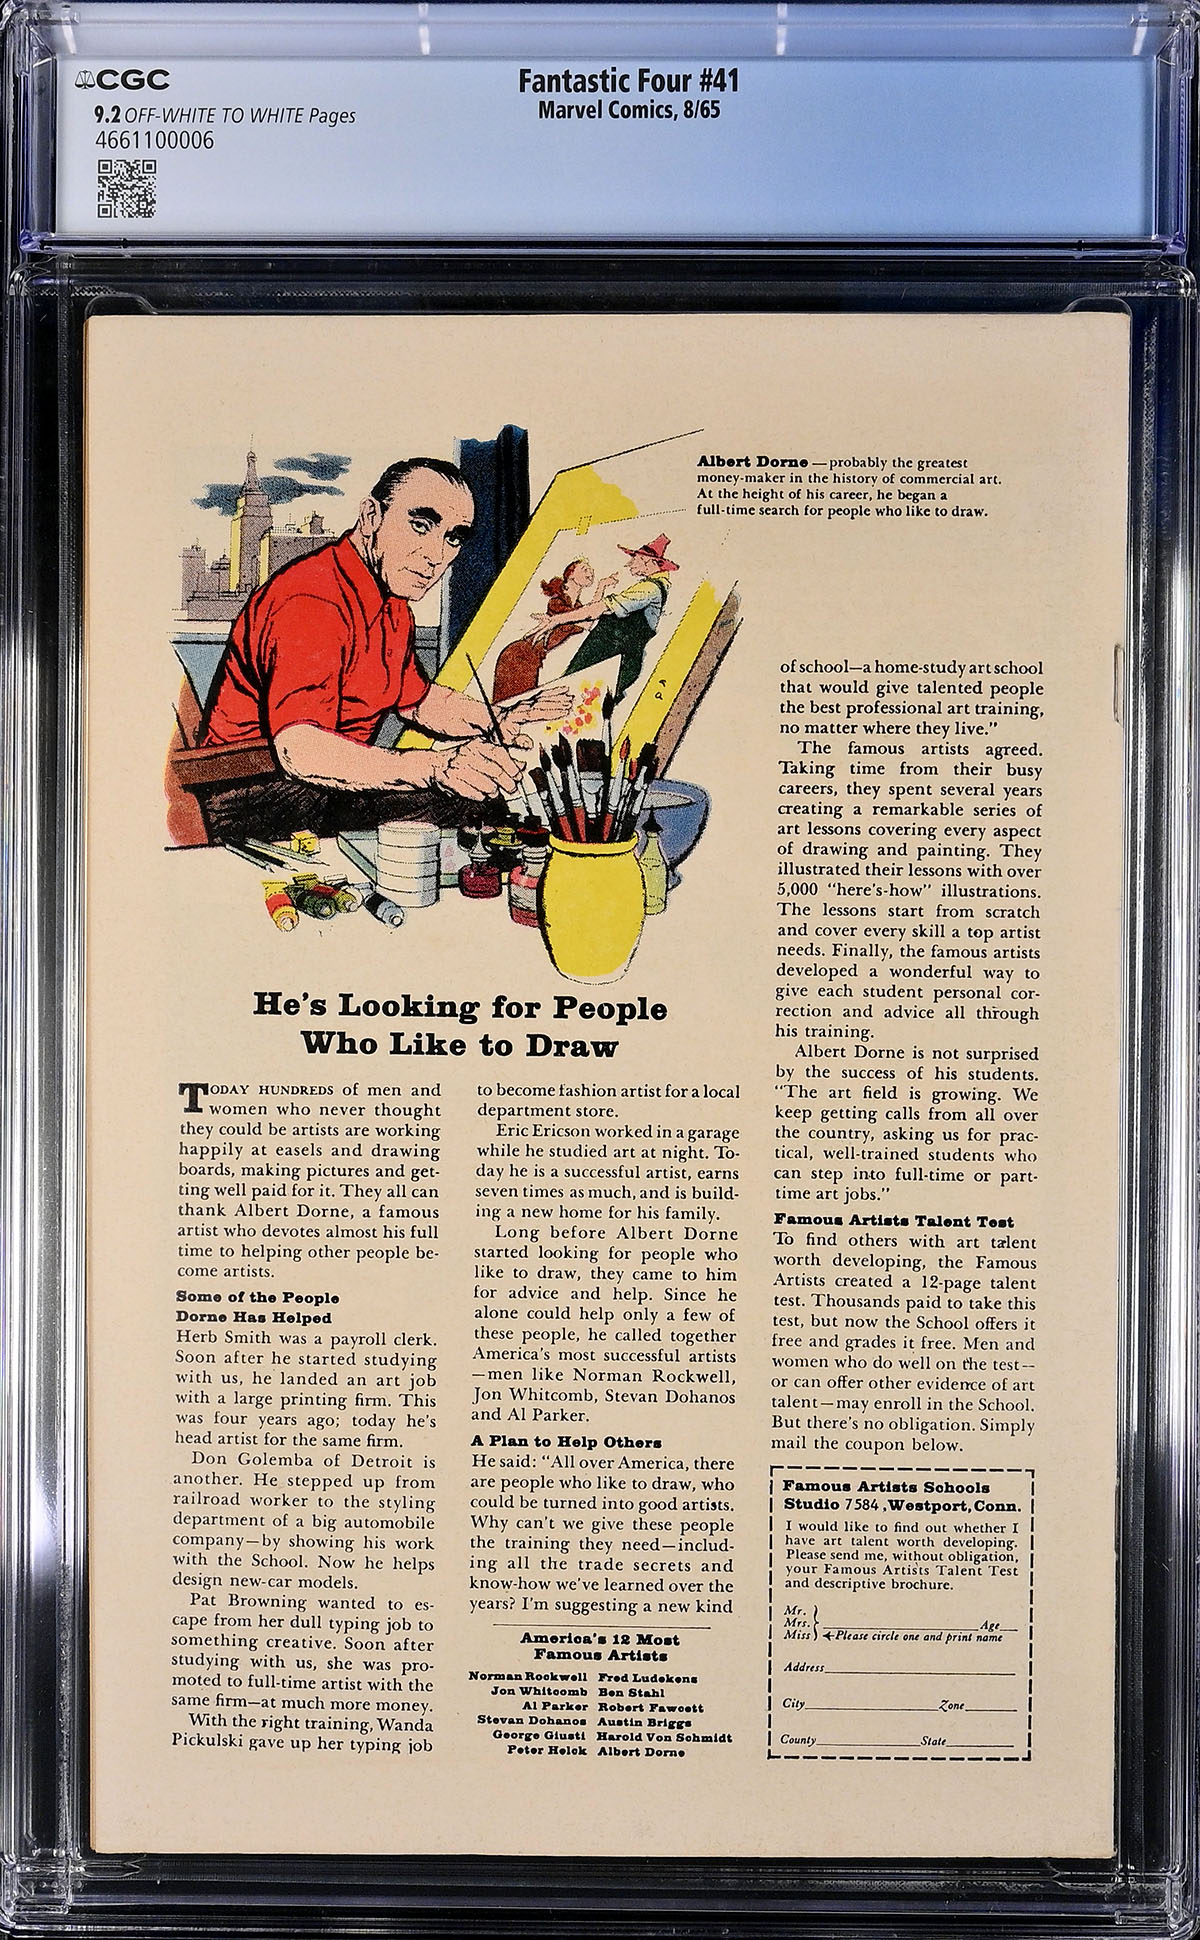 CGC
9.2 OFF-WHITE TO WHITE Pages
4661100006
Fantastic Four #41
Marvel Comics, 8/65
Albert Dorne — probably the greatest
money-maker in the history of commercial art.
At the height of his career, he began a
full-time search for people who like to draw.
He's Looking for People
Who Like to Draw
TODAY HUNDREDS of men and
women who never thought
they could be artists are working
happily at easels and drawing
boards, making pictures and get-
ting well paid for it. They all can
thank Albert Dorne, a famous
artist who devotes almost his full
time to helping other people be-
come artists.
Some of the People
Dorne Has Helped
Herb Smith was a payroll clerk.
Soon after he started studying
with us, he landed an art job
with a large printing firm. This
was four years ago; today he's
head artist for the same firm.
Don Golemba of Detroit is
another. He stepped up from
railroad worker to the styling
department of a big automobile
company—by showing his work
with the School. Now he helps
design new-car models.
Pat Browning wanted to es-
cape from her dull typing job to
something creative. Soon after
studying with us, she was pro-
moted to full-time artist with the
same firm—at much more money.
With the right training, Wanda
Pickulski gave up her typing job
to become fashion artist for a local
department store.
Eric Ericson worked in a garage
while he studied art at night. To-
day he is a successful artist, earns
seven times as much, and is build-
ing a new home for his family.
Long before Albert Dorne
started looking for people who
like to draw, they came to him
for advice and help. Since he
alone could help only a few of
these people, he called together
America's most successful artists
—men like Norman Rockwell,
Jon Whitcomb, Stevan Dohanos
and Al Parker.
A Plan to Help Others
He said: "All over America, there
are people who like to draw, who
could be turned into good artists.
Why can't we give these people
the training they need—includ-
ing all the trade secrets and
know-how we've learned over the
years? I'm suggesting a new kind
America's 12 Most
Famous Artists
Norman Rockwell Fred Ludekens
Jon Whitcomb Ben Stahl
Al Parker Robert Fawcett
Stevan Dohanos Austin Briggs
George Giusti Harold Von Schmidt
Peter Helck Albert Dorne
of school—a home-study art school
that would give talented people
the best professional art training,
no matter where they live."
The famous artists agreed.
Taking time from their busy
careers, they spent several years
creating a remarkable series of
art lessons covering every aspect
of drawing and painting. They
illustrated their lessons with over
5,000 "here's-how" illustrations.
The lessons start from scratch
and cover every skill a top artist
needs. Finally, the famous artists
developed a wonderful way to
give each student personal cor-
rection and advice all through
his training.
Albert Dorne is not surprised
by the success of his students.
"The art field is growing. We
keep getting calls from all over
the country, asking us for prac-
tical, well-trained students who
can step into full-time or part-
time art jobs."
Famous Artists Talent Test
To find others with art talent
worth developing, the Famous
Artists created a 12-page talent
test. Thousands paid to take this
test, but now the School offers it
free and grades it free. Men and
women who do well on the test—
or can offer other evidence of art
talent—may enroll in the School.
But there's no obligation. Simply
mail the coupon below.
Famous Artists Schools
Studio 7584, Westport, Conn.
I would like to find out whether I
have art talent worth developing.
Please send me, without obligation,
your Famous Artists Talent Test
and descriptive brochure.
Mr.
Mrs. Age
Miss Please circle one and print name
Address
City Zone
County State